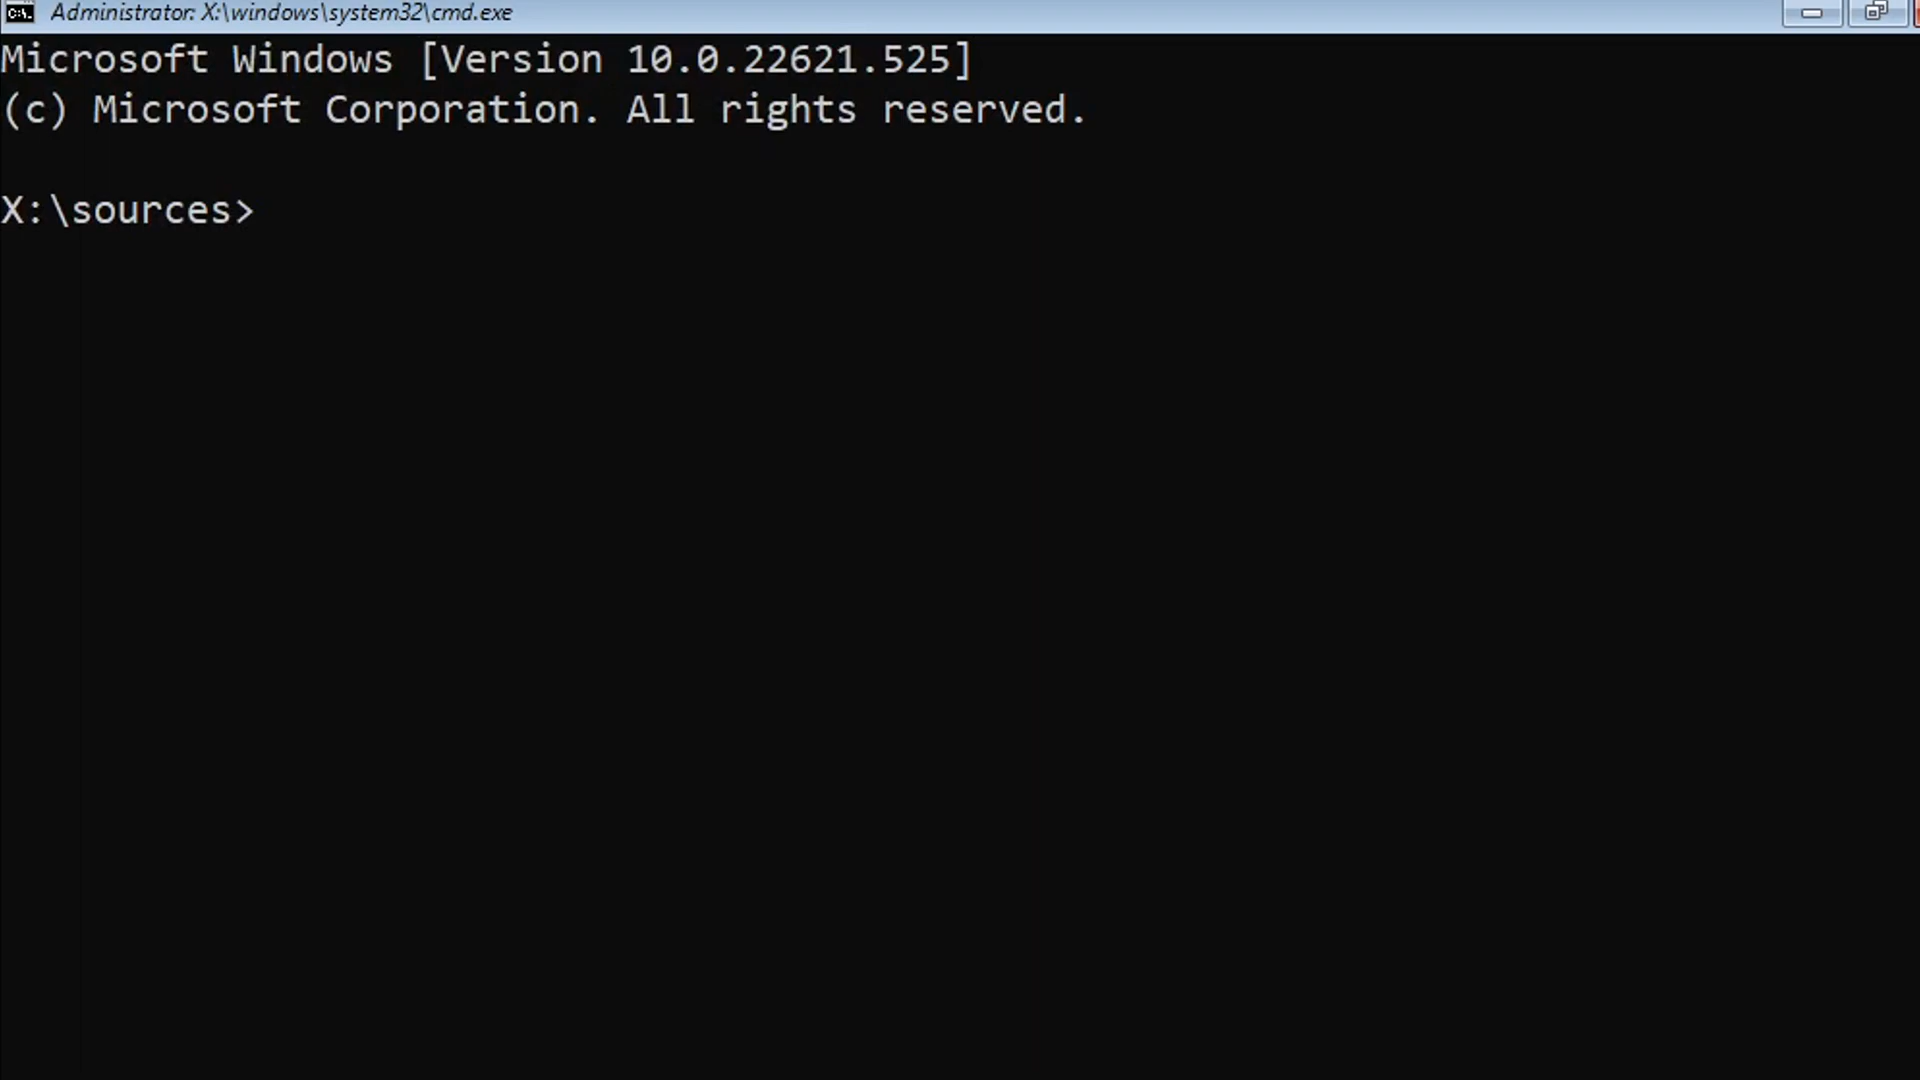 Administrator: X:\windows\system32\cmd.exe
Microsoft Windows [Version 10.0.22621.525]
(c) Microsoft Corporation. All rights reserved.
X:\sources>